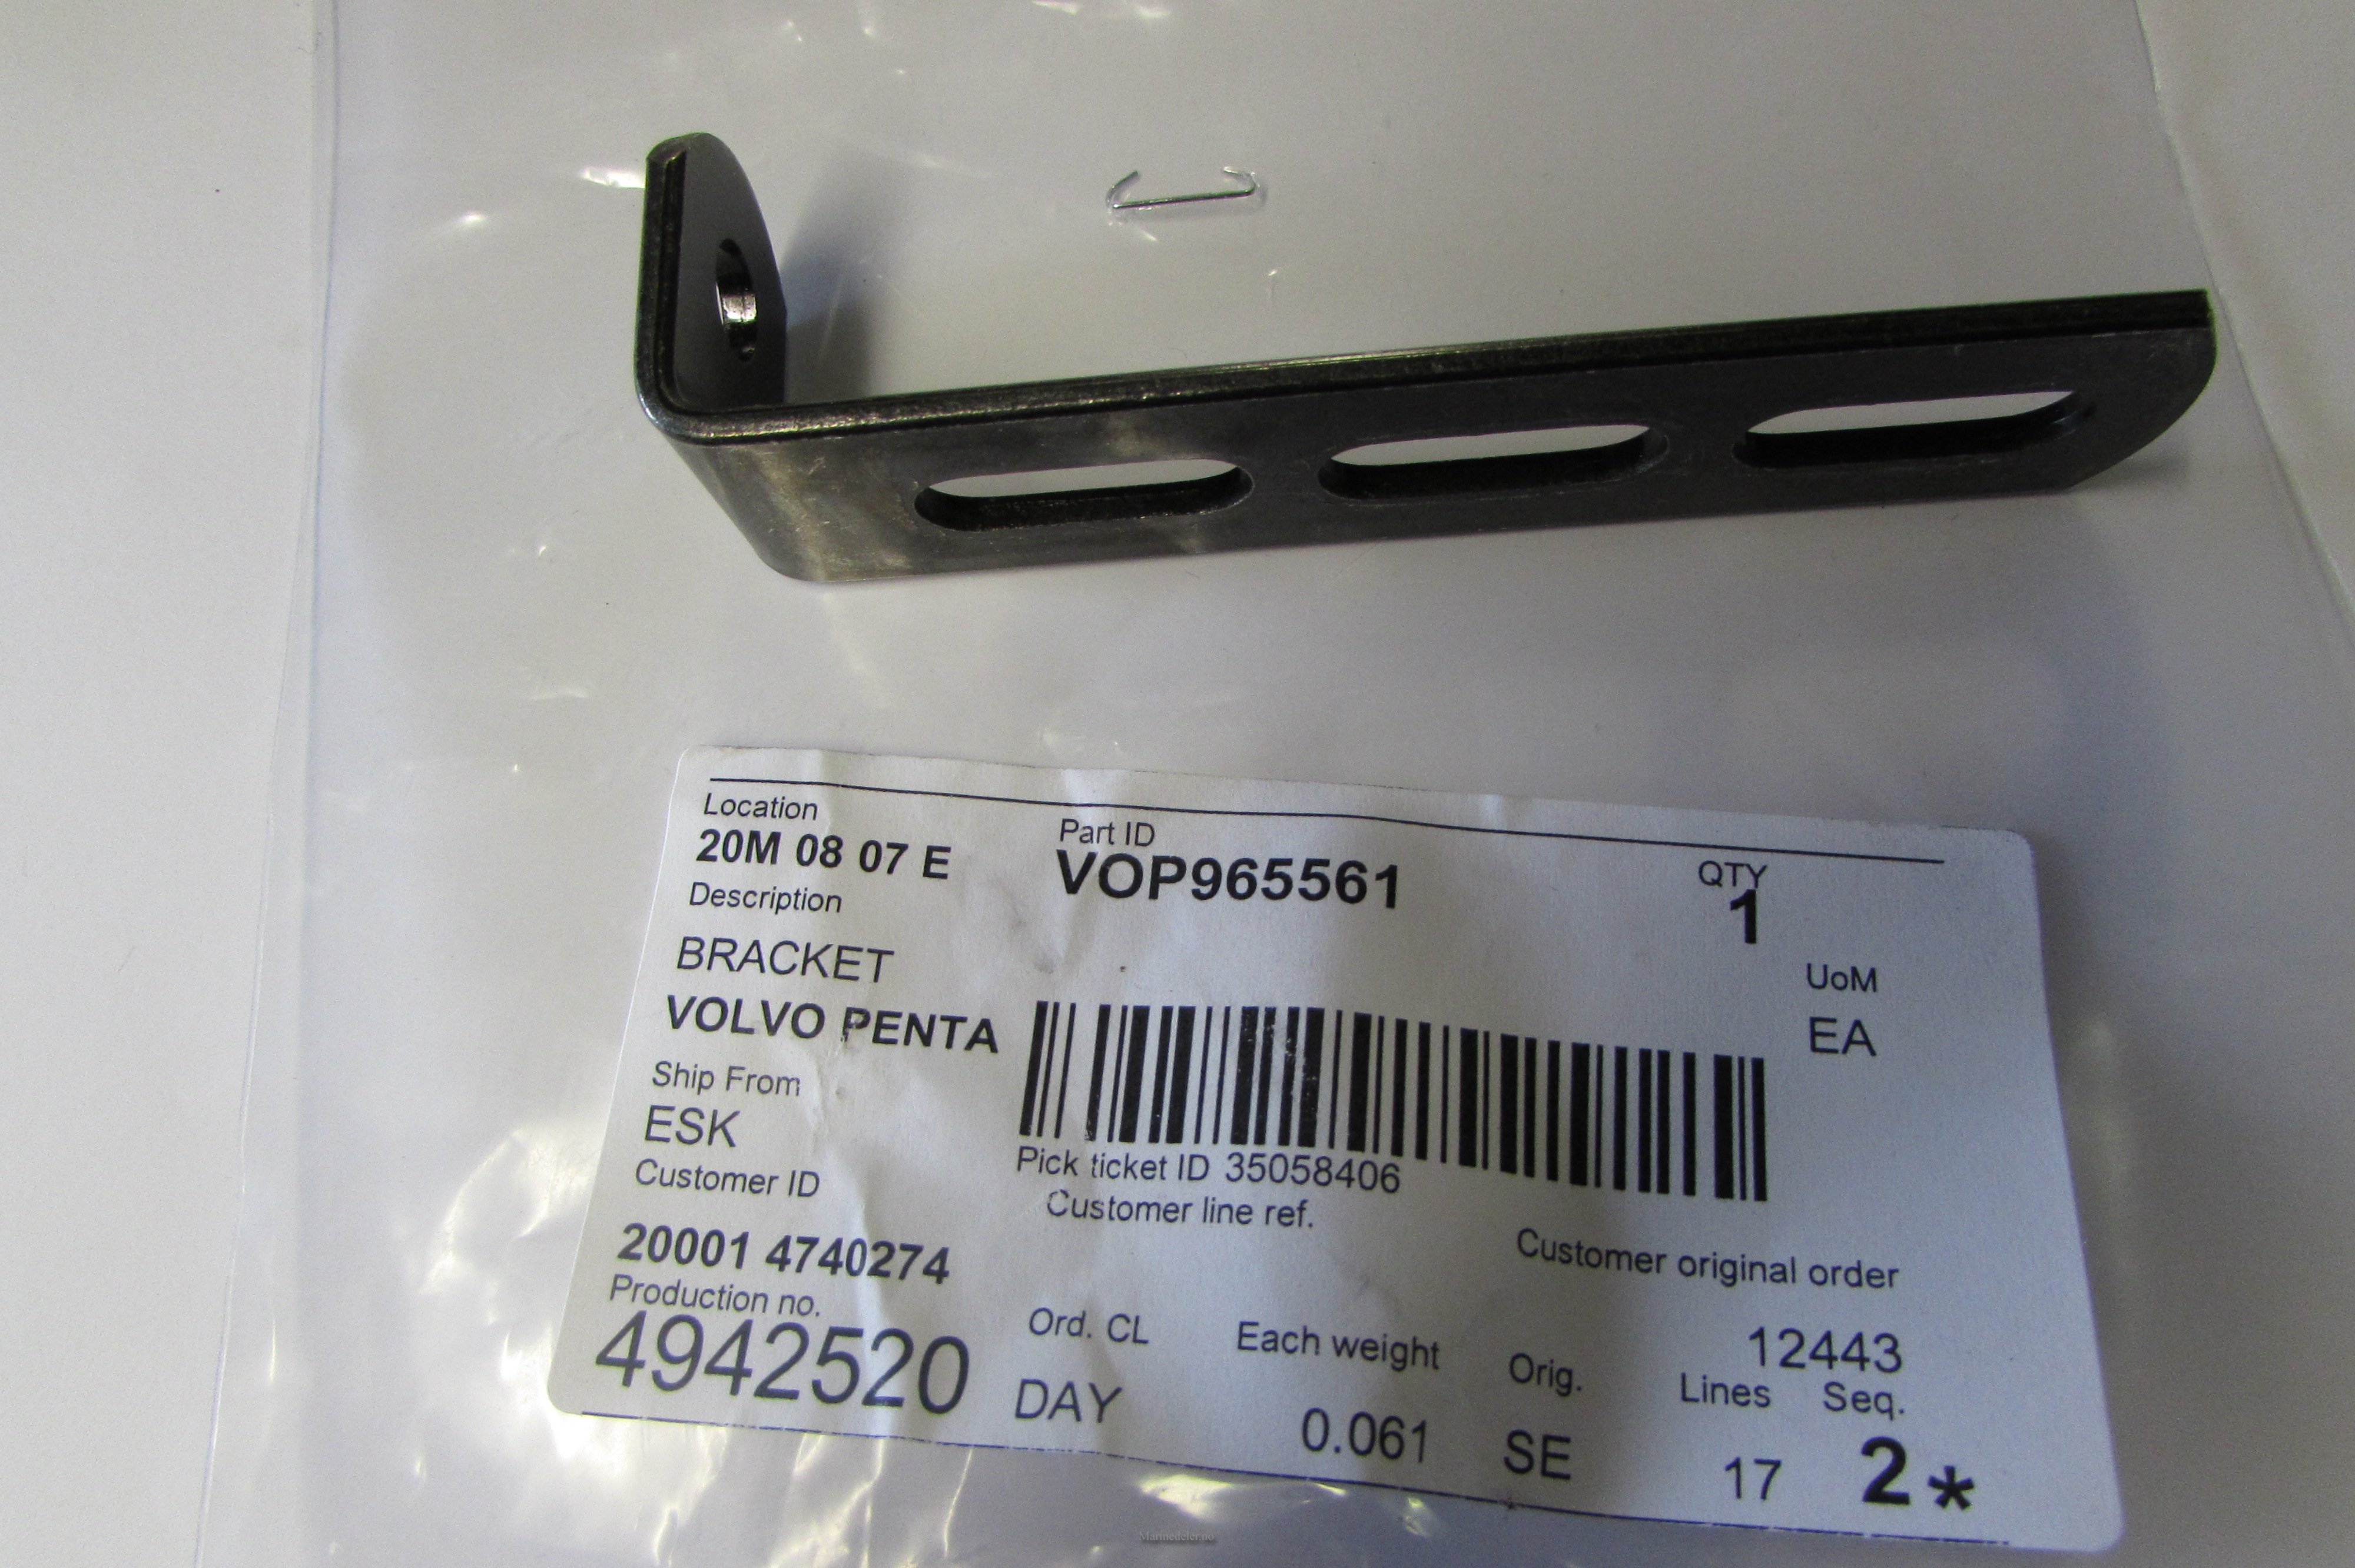 Location
20M 08 07 E
Part ID
VOP965561
QTY
1
Description
BRACKET
VOLVO PENTA
UoM
EA
Ship From
ESK
Pick ticket ID 35058406
Customer ID
20001 4740274
Customer line ref.
Customer original order
12443
Production no.
4942520
Ord. CL
DAY
Each weight
0.061
Orig.
SE
Lines
17
Seq.
2*
Marinedeler.no